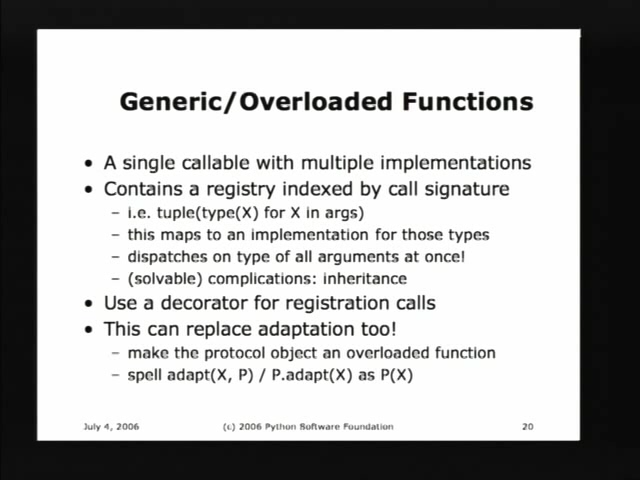 Generic/Overloaded Functions
• A single callable with multiple implementations
• Contains a registry indexed by call signature
– i.e. tuple(type(X) for X in args)
– this maps to an implementation for those types
– dispatches on type of all arguments at once!
– (solvable) complications: inheritance
• Use a decorator for registration calls
• This can replace adaptation too!
– make the protocol object an overloaded function
– spell adapt(X, P) / P.adapt(X) as P(X)
July 4, 2006 (c) 2006 Python Software Foundation 20